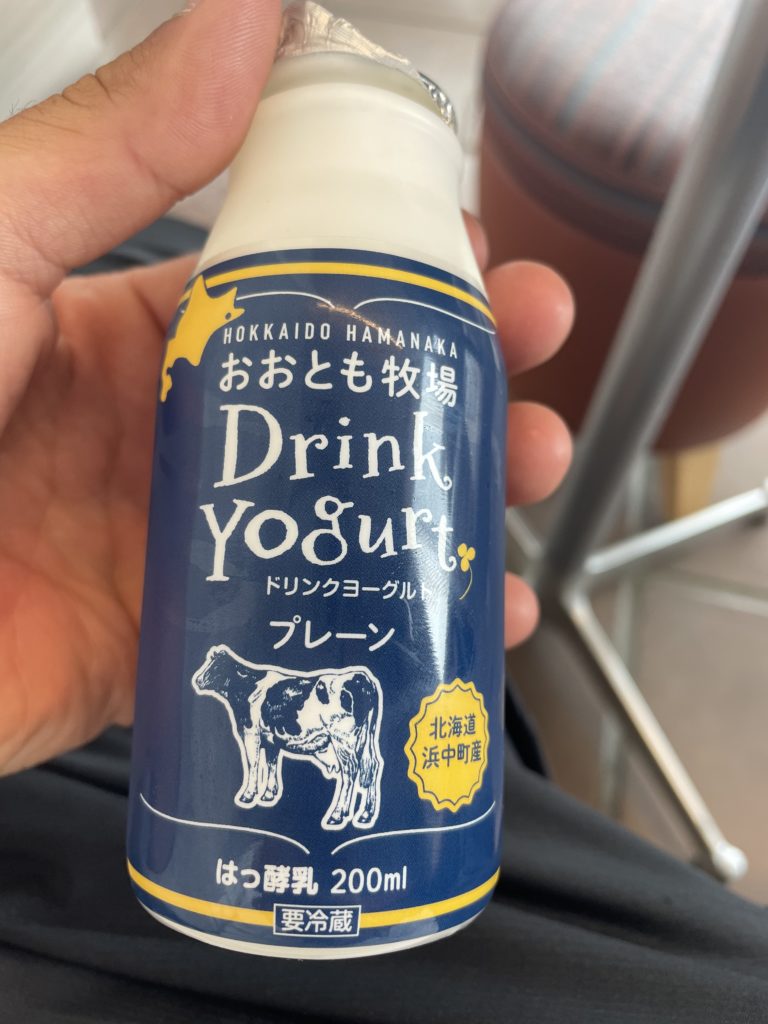 HOKKAIDO HAMANAKA
おおとも牧場
Drink
Yogurt
ドリンクヨーグルト
プレーン
北海道
浜中町産
はっ酵乳 200ml
要冷蔵